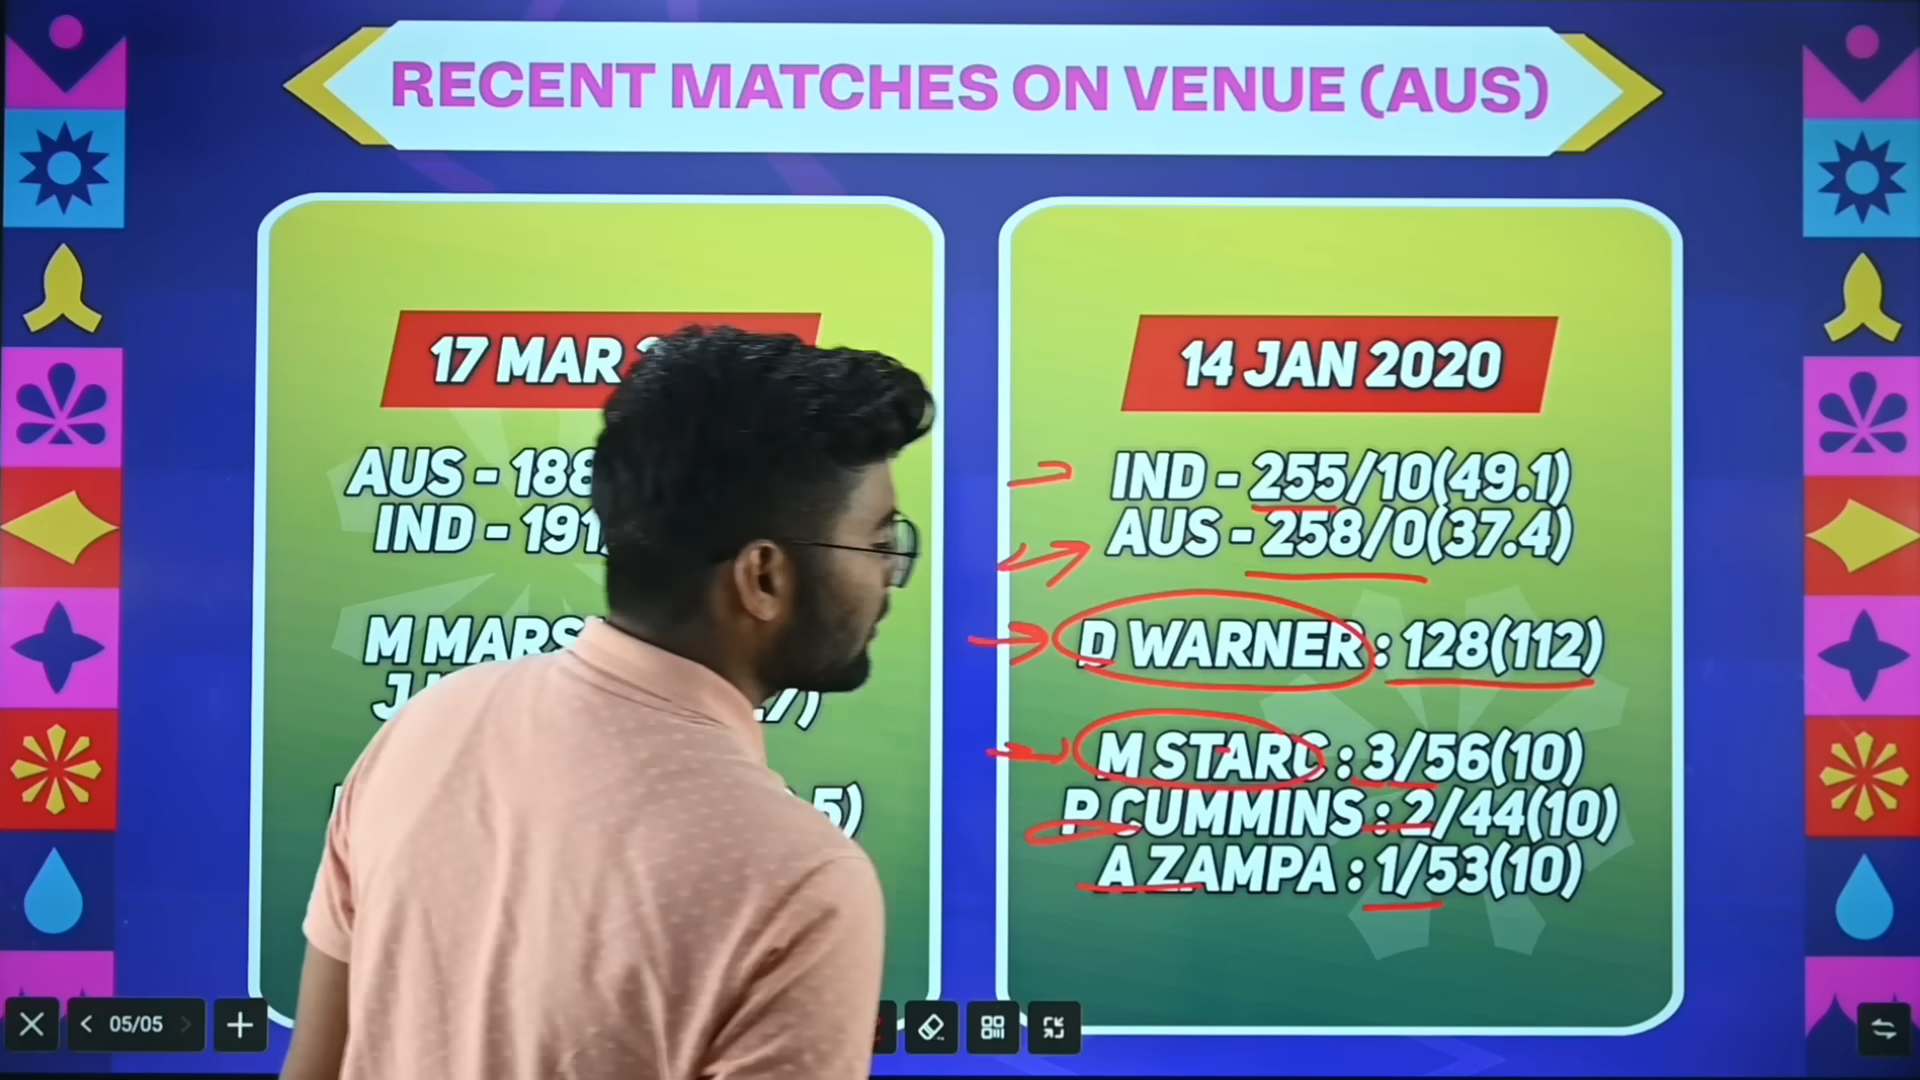 RECENT MATCHES ON VENUE (AUS)
17 MAR
AUS - 188
IND - 191
M MARS
14 JAN 2020
IND - 255/10(49.1)
AUS - 258/0(37.4)
D WARNER : 128(112)
M STARC : 3/56(10)
P CUMMINS : 2/44(10)
A ZAMPA : 1/53(10)
05/05